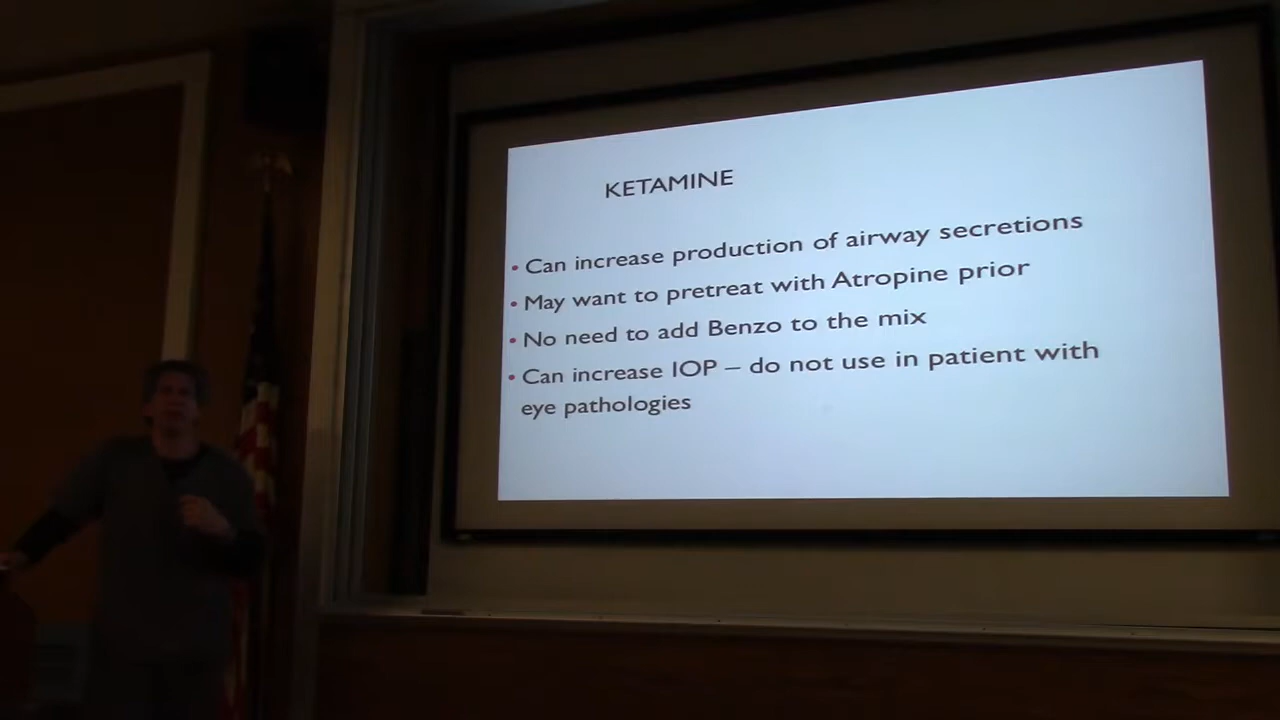 KETAMINE
• Can increase production of airway secretions
• May want to pretreat with Atropine prior
• No need to add Benzo to the mix
• Can increase IOP – do not use in patient with
eye pathologies